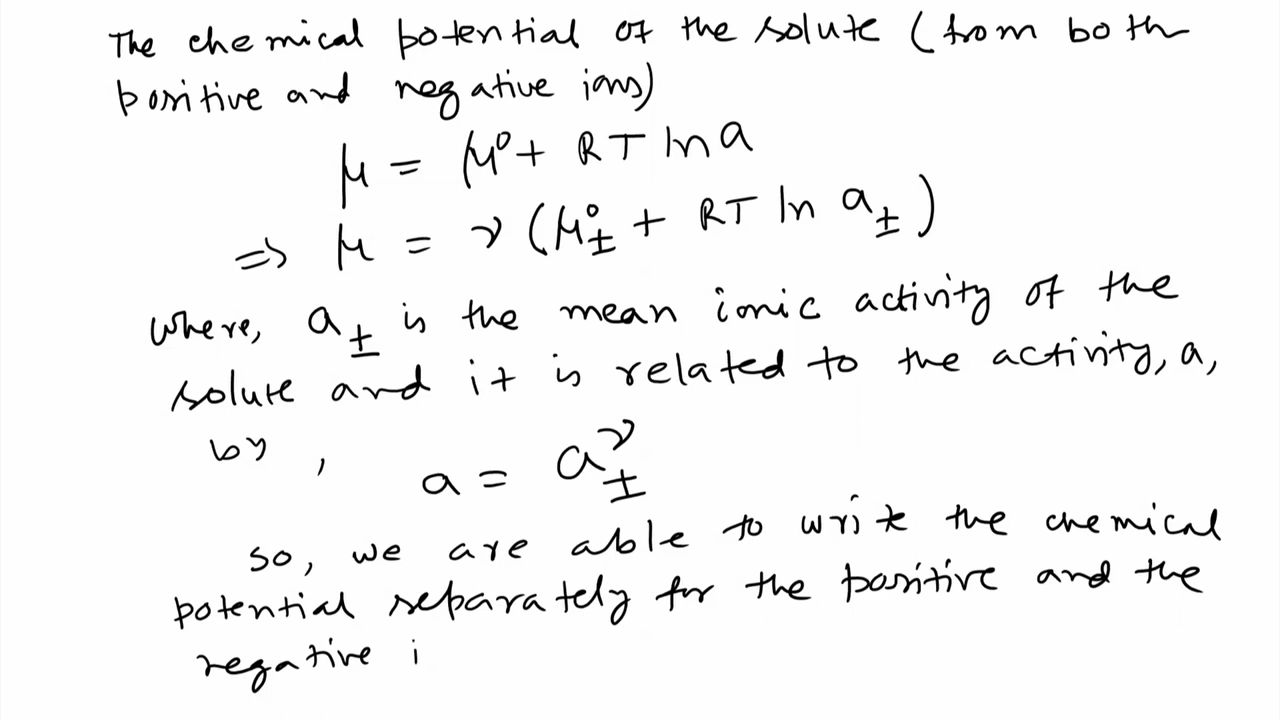 The chemical potential of the solute (from both
positive and negative ions)
μ = μ⁰ + RT ln a
⇒ μ = ν (μ⁰± + RT ln a±)
where, a± is the mean ionic activity of the
solute and it is related to the activity, a,
by,
a = a±^ν
So, we are able to write the chemical
potential separately for the positive and the
negative i